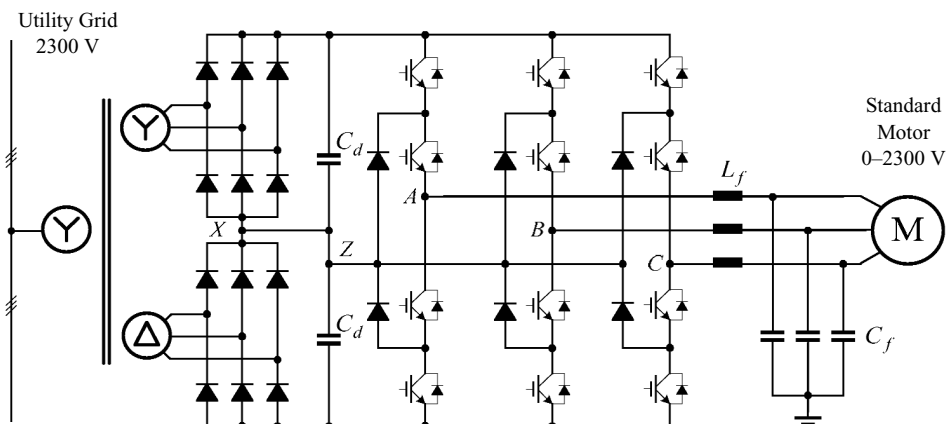 Utility Grid
2300 V
Standard
Motor
0–2300 V
C_d
L_f
A
X
B
M
Z
C
C_d
C_f